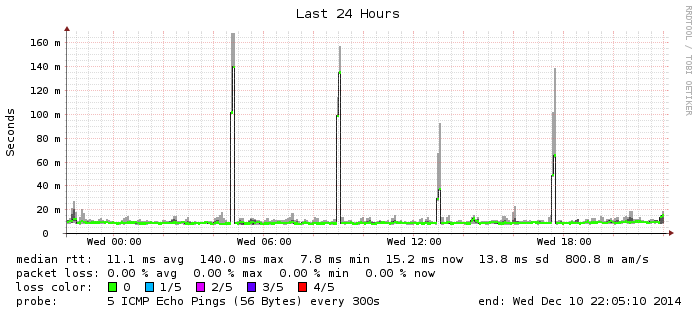 Last 24 Hours
RRDTOOL / TOBI OETIKER
Seconds
160 m
140 m
120 m
100 m
80 m
60 m
40 m
20 m
0
Wed 00:00 Wed 06:00 Wed 12:00 Wed 18:00
median rtt: 11.1 ms avg 140.0 ms max 7.8 ms min 15.2 ms now 13.8 ms sd 800.8 m am/s
packet loss: 0.00 % avg 0.00 % max 0.00 % min 0.00 % now
loss color: 0 1/5 2/5 3/5 4/5
probe: 5 ICMP Echo Pings (56 Bytes) every 300s end: Wed Dec 10 22:05:10 2014